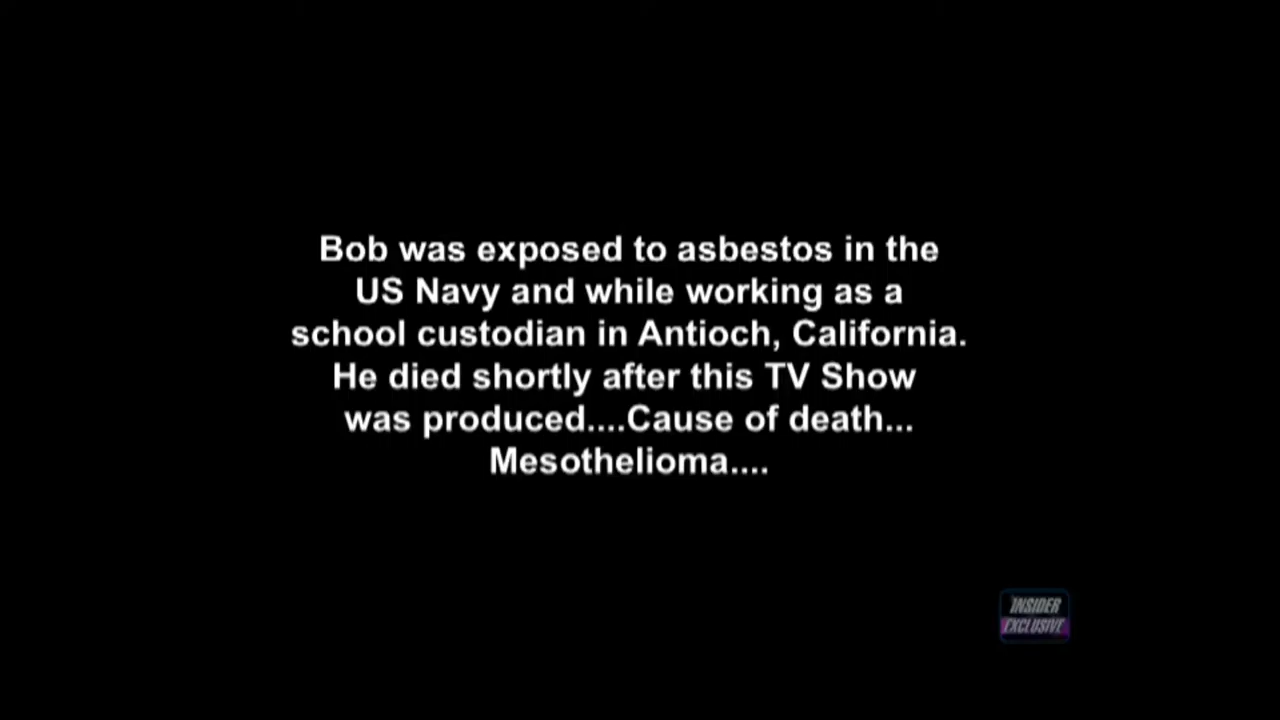 Bob was exposed to asbestos in the
US Navy and while working as a
school custodian in Antioch, California.
He died shortly after this TV Show
was produced....Cause of death...
Mesothelioma....
INSIDER
EXCLUSIVE